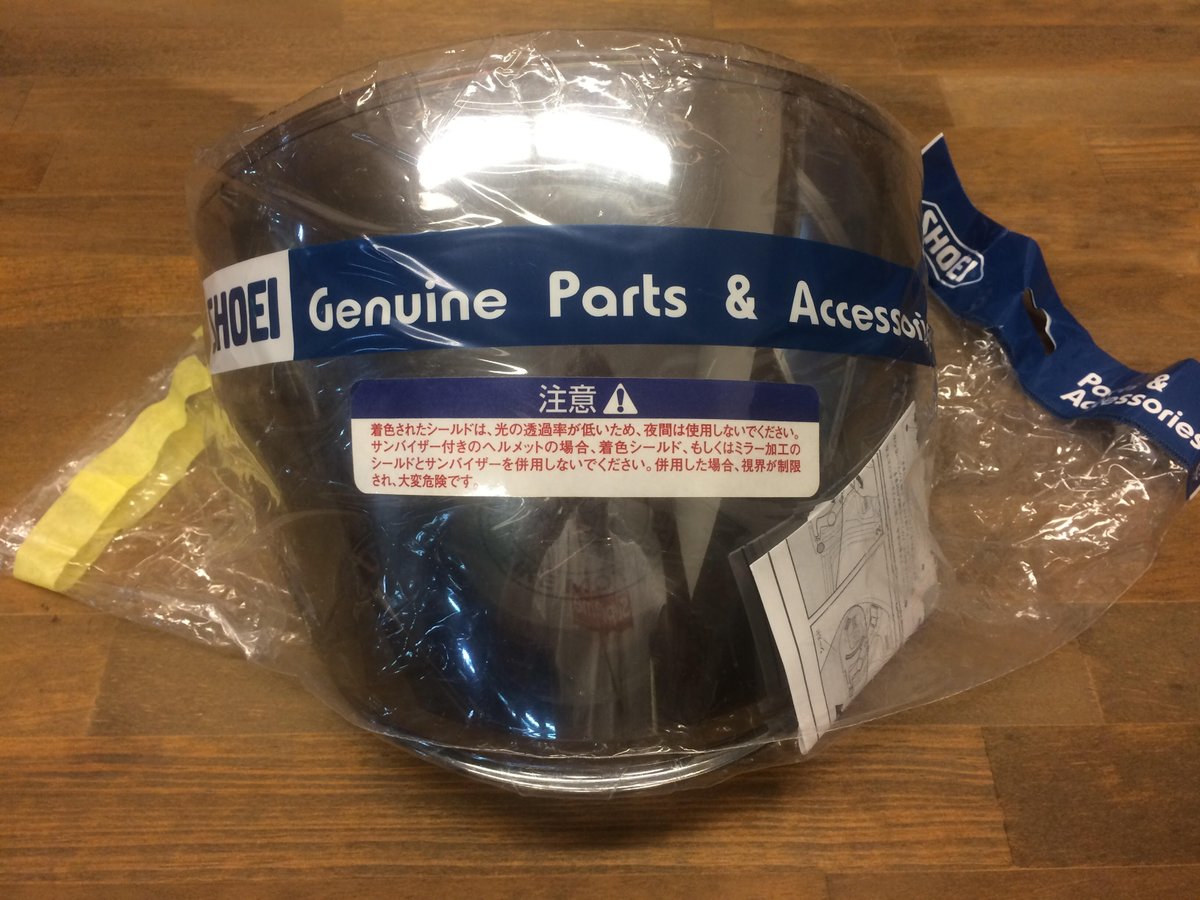 SHOEI Genuine Parts & Accessori
注意
着色されたシールドは、光の透過率が低いため、夜間は使用しないでください。
サンバイザー付きのヘルメットの場合、着色シールド、もしくはミラー加工の
シールドとサンバイザーを併用しないでください。併用した場合、視界が制限
され、大変危険です。
SHOEI
Parts &
Accessories